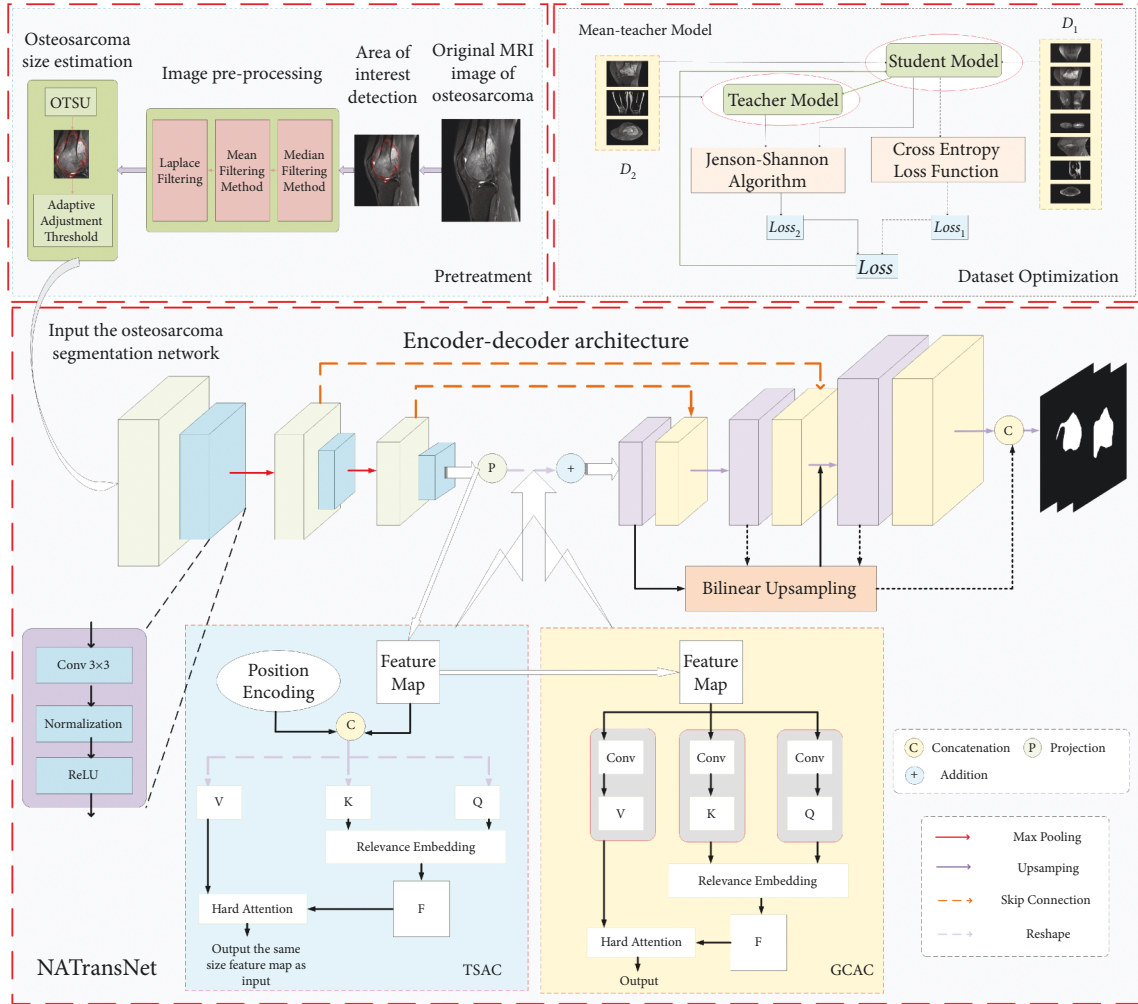 Osteosarcoma
size estimation
OTSU
Adaptive
Adjustment
Threshold
Image pre-processing
Laplace
Filtering
Mean
Filtering
Method
Median
Filtering
Method
Area of
interest
detection
Original MRI
image of
osteosarcoma
Pretreatment
Mean-teacher Model
D2
Teacher Model
Student Model
D1
Jenson-Shannon
Algorithm
Cross Entropy
Loss Function
Loss2
Loss1
Loss
Dataset Optimization
Input the osteosarcoma
segmentation network
Encoder-decoder architecture
P
+
C
Bilinear Upsampling
Conv 3×3
Normalization
ReLU
Position
Encoding
Feature
Map
C
V
K
Q
Relevance Embedding
Hard Attention
F
Output the same
size feature map as
input
TSAC
Feature
Map
Conv
Conv
Conv
V
K
Q
Relevance Embedding
Hard Attention
F
Output
GCAC
C
Concatenation
P
Projection
+
Addition
Max Pooling
Upsamping
Skip Connection
Reshape
NATransNet